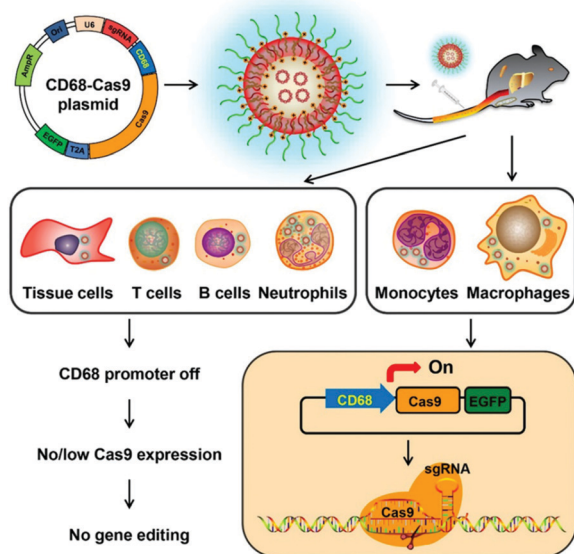 AmpR
Ori
U6
sgRNA
CD68
Cas9
T2A
EGFP
CD68-Cas9
plasmid
Tissue cells
T cells
B cells
Neutrophils
Monocytes
Macrophages
CD68 promoter off
No/low Cas9 expression
No gene editing
On
CD68
Cas9
EGFP
sgRNA
Cas9